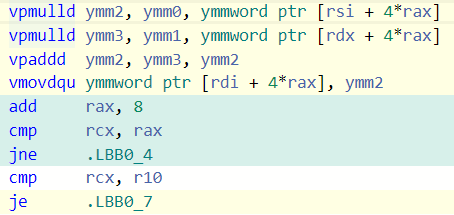 vpmulld ymm2, ymm0, ymmword ptr [rsi + 4*rax]
vpmulld ymm3, ymm1, ymmword ptr [rdx + 4*rax]
vpaddd ymm2, ymm3, ymm2
vmovdqu ymmword ptr [rdi + 4*rax], ymm2
add rax, 8
cmp rcx, rax
jne .LBB0_4
cmp rcx, r10
je .LBB0_7